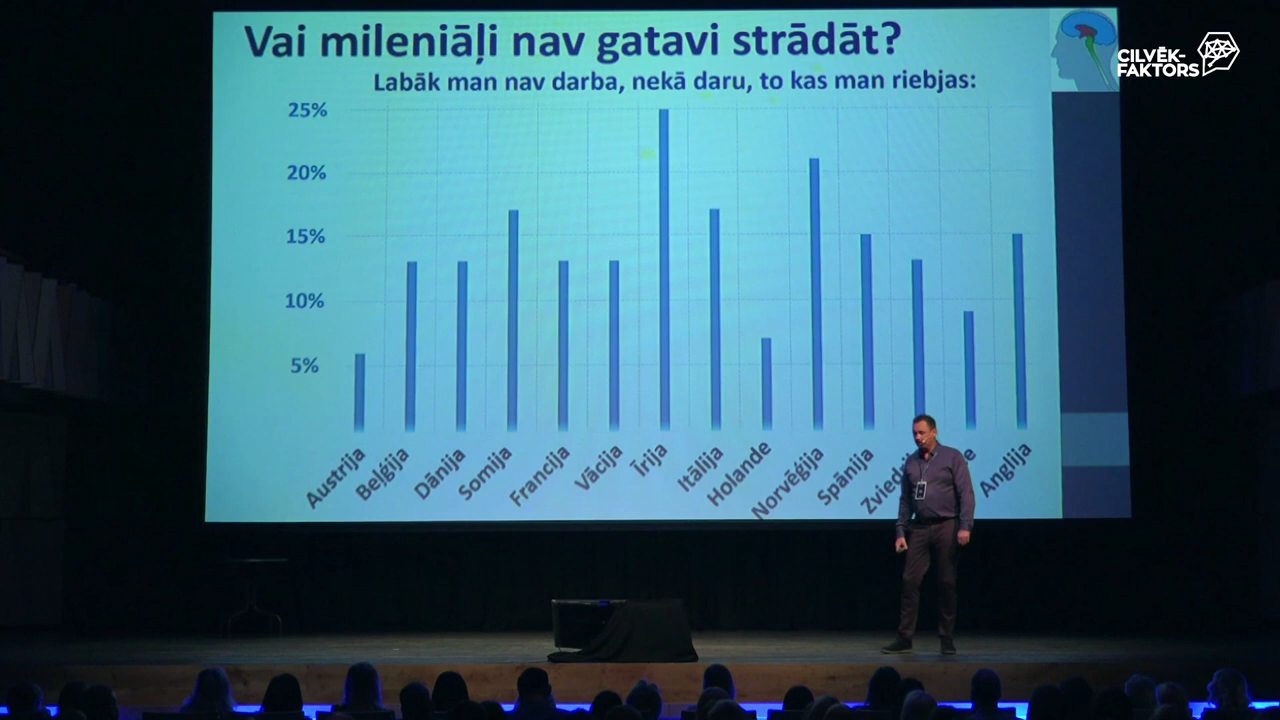 Vai mileniāļi nav gatavi strādāt?
CILVĒK-
FAKTORS
Labāk man nav darba, nekā daru, to kas man riebjas:
25%
20%
15%
10%
5%
Austrija
Beļģija
Dānija
Somija
Francija
Vācija
Īrija
Itālija
Holande
Norvēģija
Spānija
Anglija